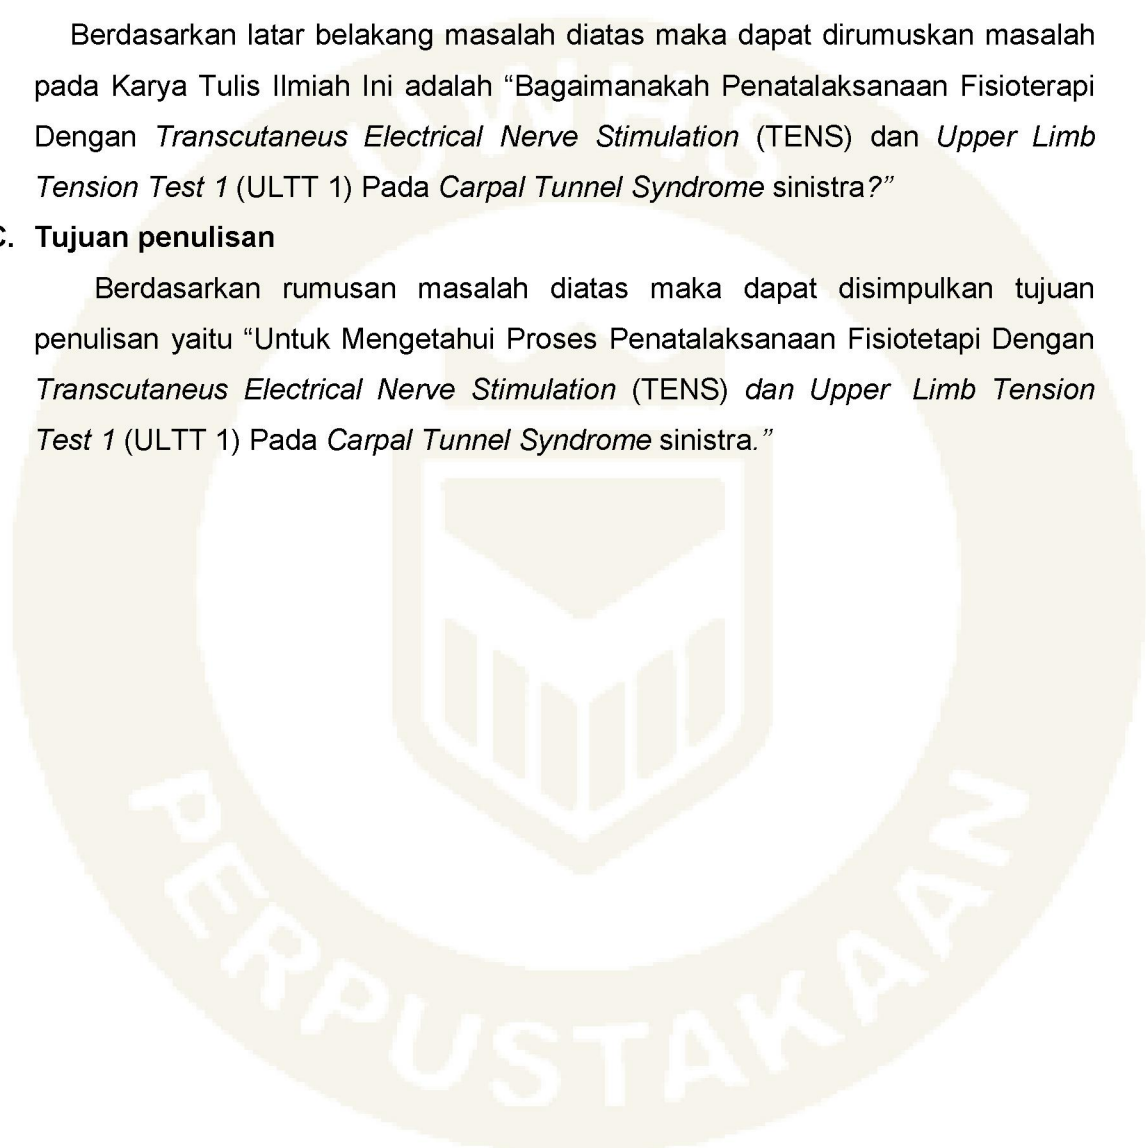 Berdasarkan latar belakang masalah diatas maka dapat dirumuskan masalah
pada Karya Tulis Ilmiah Ini adalah “Bagaimanakah Penatalaksanaan Fisioterapi
Dengan Transcutaneus Electrical Nerve Stimulation (TENS) dan Upper Limb
Tension Test 1 (ULTT 1) Pada Carpal Tunnel Syndrome sinistra?”
C. Tujuan penulisan
Berdasarkan rumusan masalah diatas maka dapat disimpulkan tujuan
penulisan yaitu “Untuk Mengetahui Proses Penatalaksanaan Fisiotetapi Dengan
Transcutaneus Electrical Nerve Stimulation (TENS) dan Upper Limb Tension
Test 1 (ULTT 1) Pada Carpal Tunnel Syndrome sinistra.”
UWHS
PERPUSTAKAAN